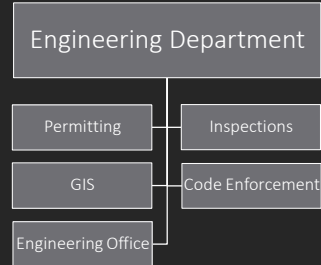 Engineering Department
Permitting
Inspections
GIS
Code Enforcement
Engineering Office